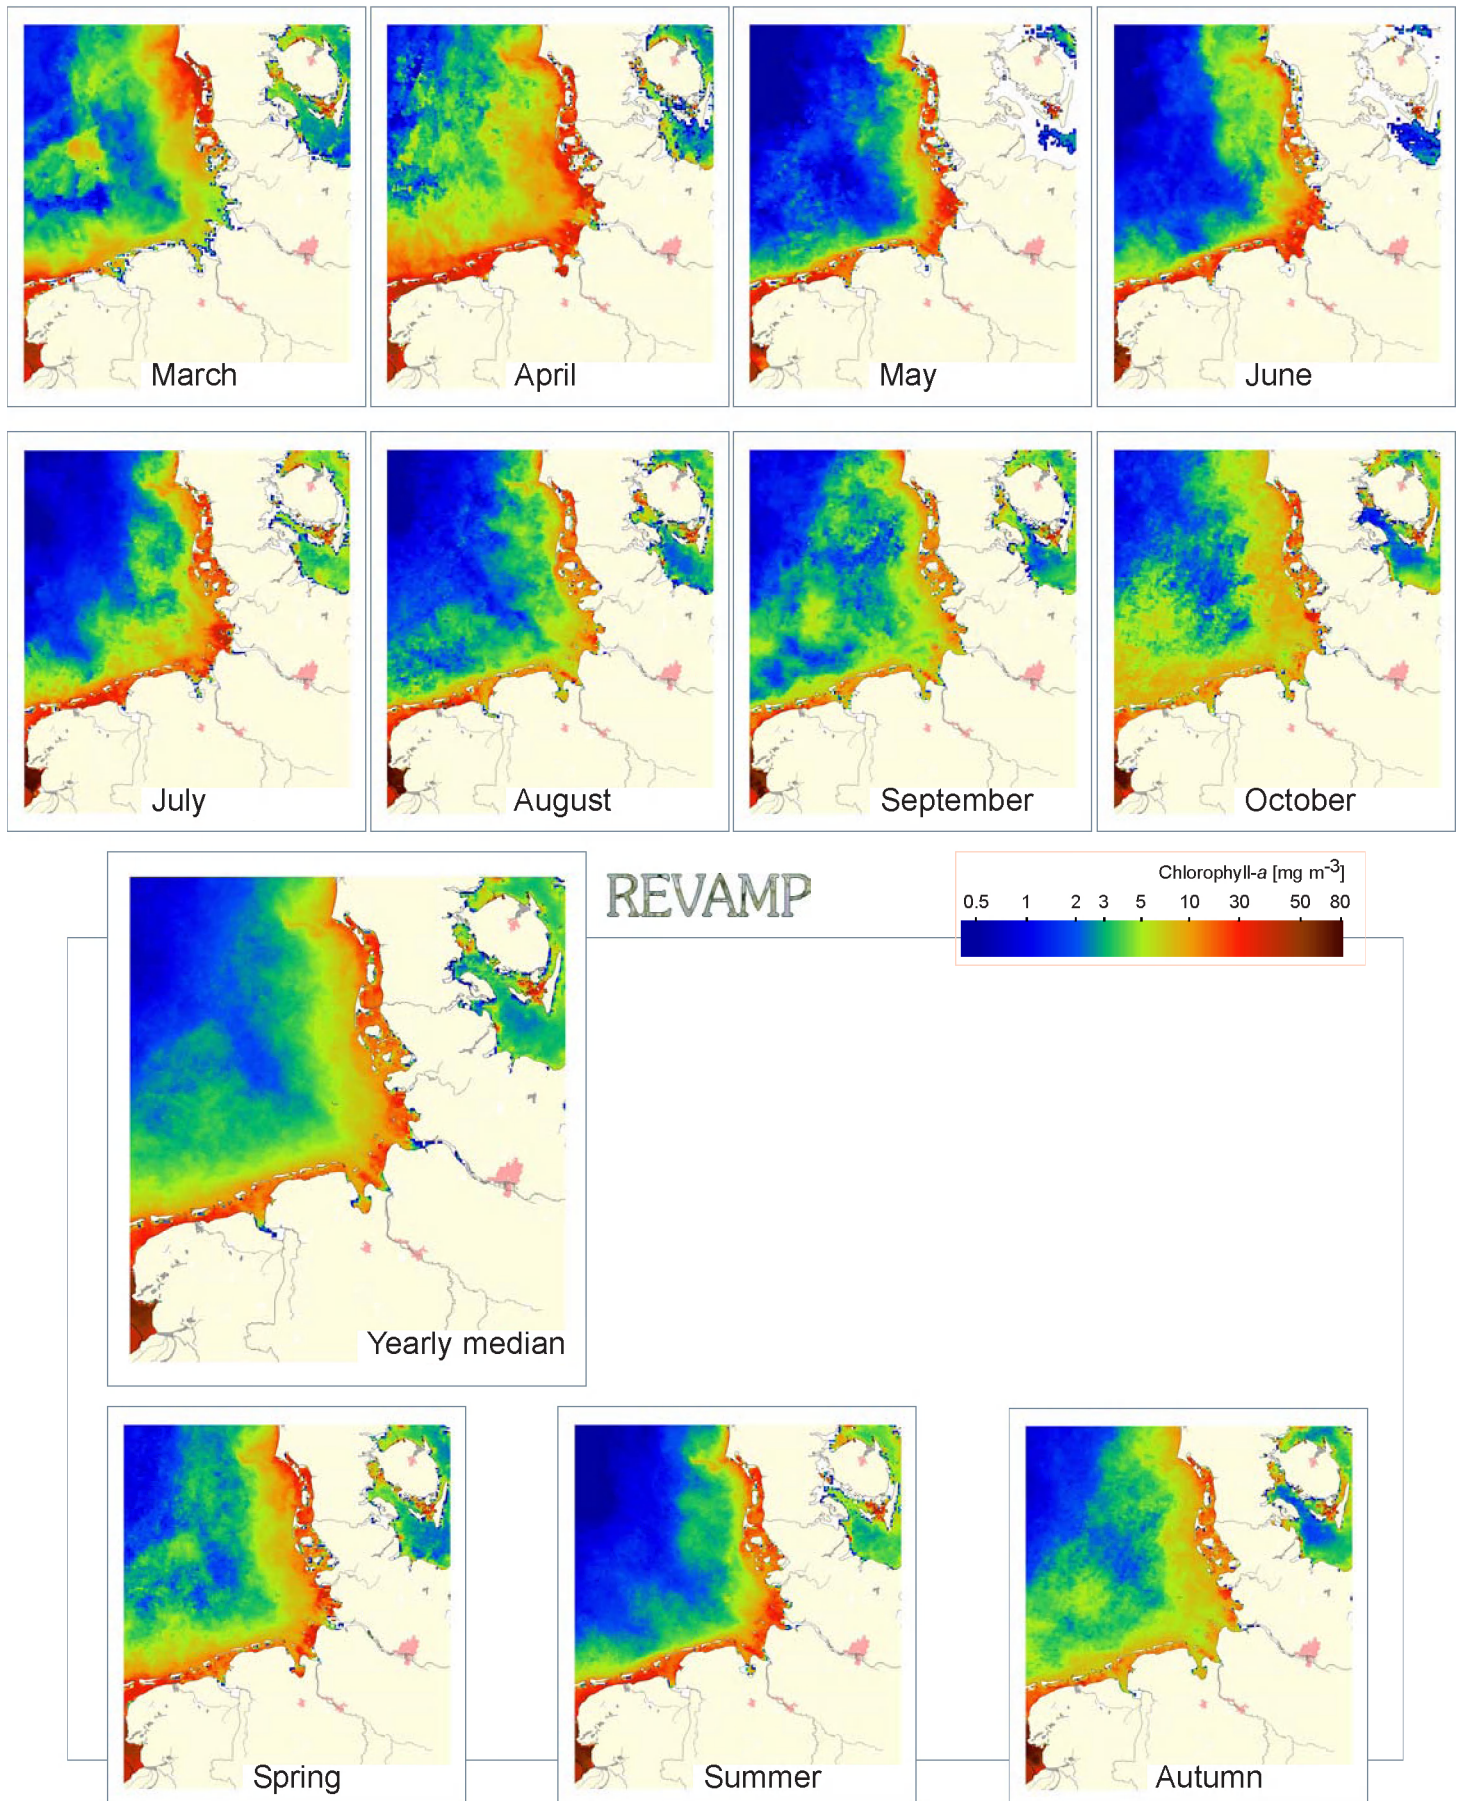 March
April
May
June
July
August
September
October
REVAMP
Chlorophyll-a [mg m-3]
0.5 1 2 3 5 10 30 50 80
Yearly median
Spring
Summer
Autumn